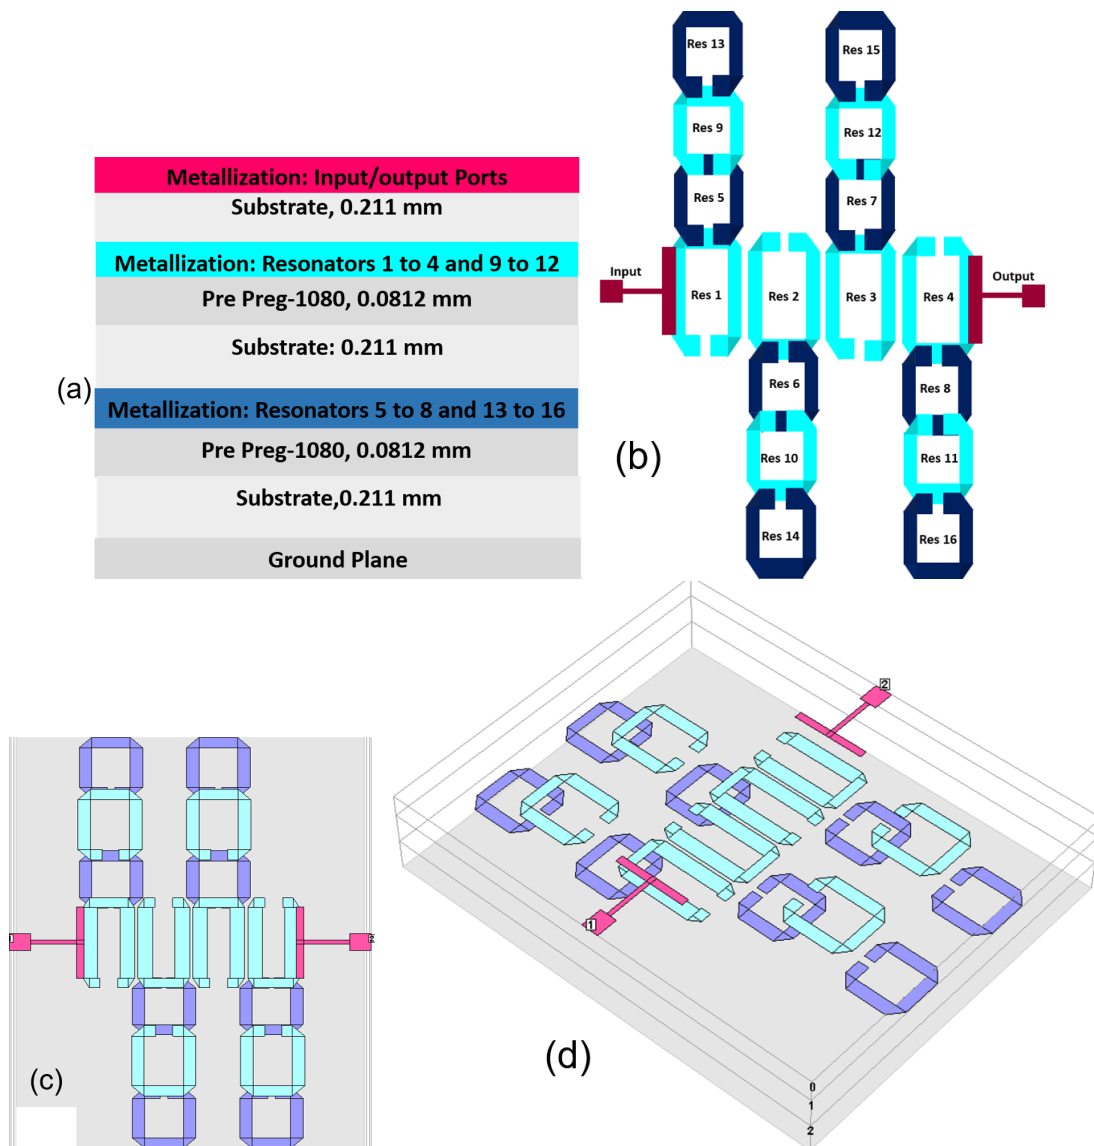 Metallization: Input/output Ports
Substrate, 0.211 mm
Metallization: Resonators 1 to 4 and 9 to 12
Pre Preg-1080, 0.0812 mm
Substrate: 0.211 mm
(a)
Metallization: Resonators 5 to 8 and 13 to 16
Pre Preg-1080, 0.0812 mm
Substrate,0.211 mm
Ground Plane
Res 13
Res 15
Res 9
Res 12
Res 5
Res 7
Input
Res 1
Res 2
Res 3
Res 4
Output
Res 6
Res 8
(b)
Res 10
Res 11
Res 14
Res 16
1
2
(c)
2
1
(d)
0
1
2